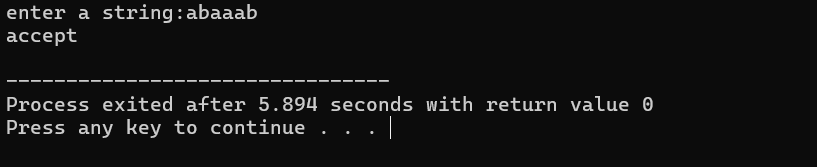 enter a string:abaaab
accept

--------------------------------
Process exited after 5.894 seconds with return value 0
Press any key to continue . . .